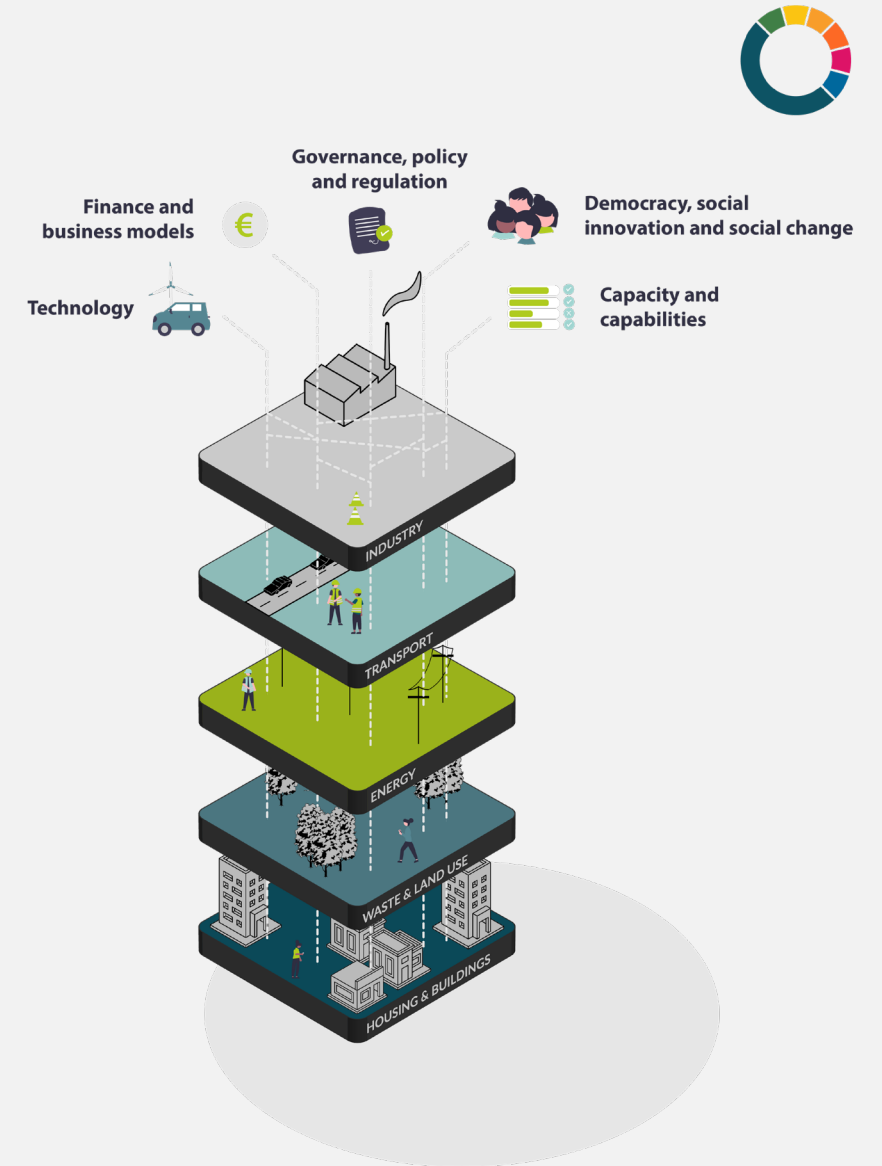 Governance, policy
and regulation
Finance and
business models
€
Democracy, social
innovation and social change
Technology
Capacity and
capabilities
INDUSTRY
TRANSPORT
ENERGY
WASTE & LAND USE
HOUSING & BUILDINGS